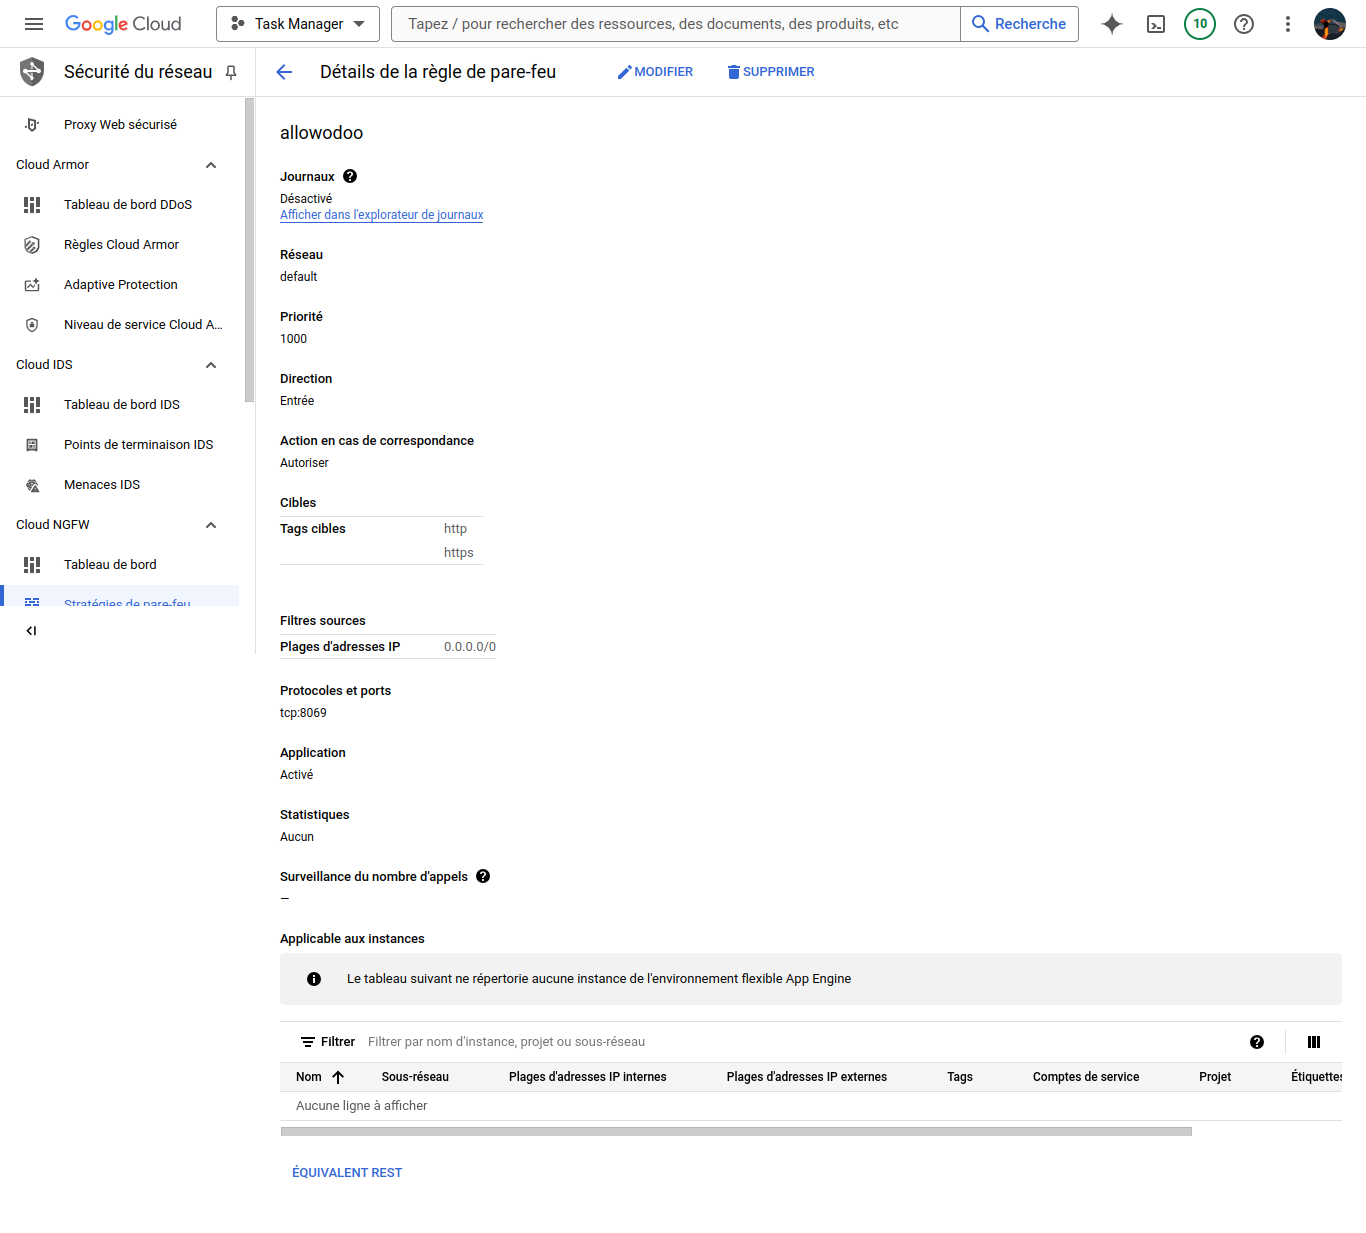 Google Cloud
Task Manager
Tapez / pour rechercher des ressources, des documents, des produits, etc
Recherche
10
Sécurité du réseau
Détails de la règle de pare-feu
MODIFIER
SUPPRIMER
Proxy Web sécurisé
Cloud Armor
Tableau de bord DDoS
Règles Cloud Armor
Adaptive Protection
Niveau de service Cloud A...
Cloud IDS
Tableau de bord IDS
Points de terminaison IDS
Menaces IDS
Cloud NGFW
Tableau de bord
Stratégies de pare-feu
allowodoo
Journaux
Désactivé
Afficher dans l'explorateur de journaux
Réseau
default
Priorité
1000
Direction
Entrée
Action en cas de correspondance
Autoriser
Cibles
Tags cibles http
https
Filtres sources
Plages d'adresses IP 0.0.0.0/0
Protocoles et ports
tcp:8069
Application
Activé
Statistiques
Aucun
Surveillance du nombre d'appels
—
Applicable aux instances
Le tableau suivant ne répertorie aucune instance de l'environnement flexible App Engine
Filtrer Filtrer par nom d'instance, projet ou sous-réseau
Nom Sous-réseau Plages d'adresses IP internes Plages d'adresses IP externes Tags Comptes de service Projet Étiquettes
Aucune ligne à afficher
ÉQUIVALENT REST